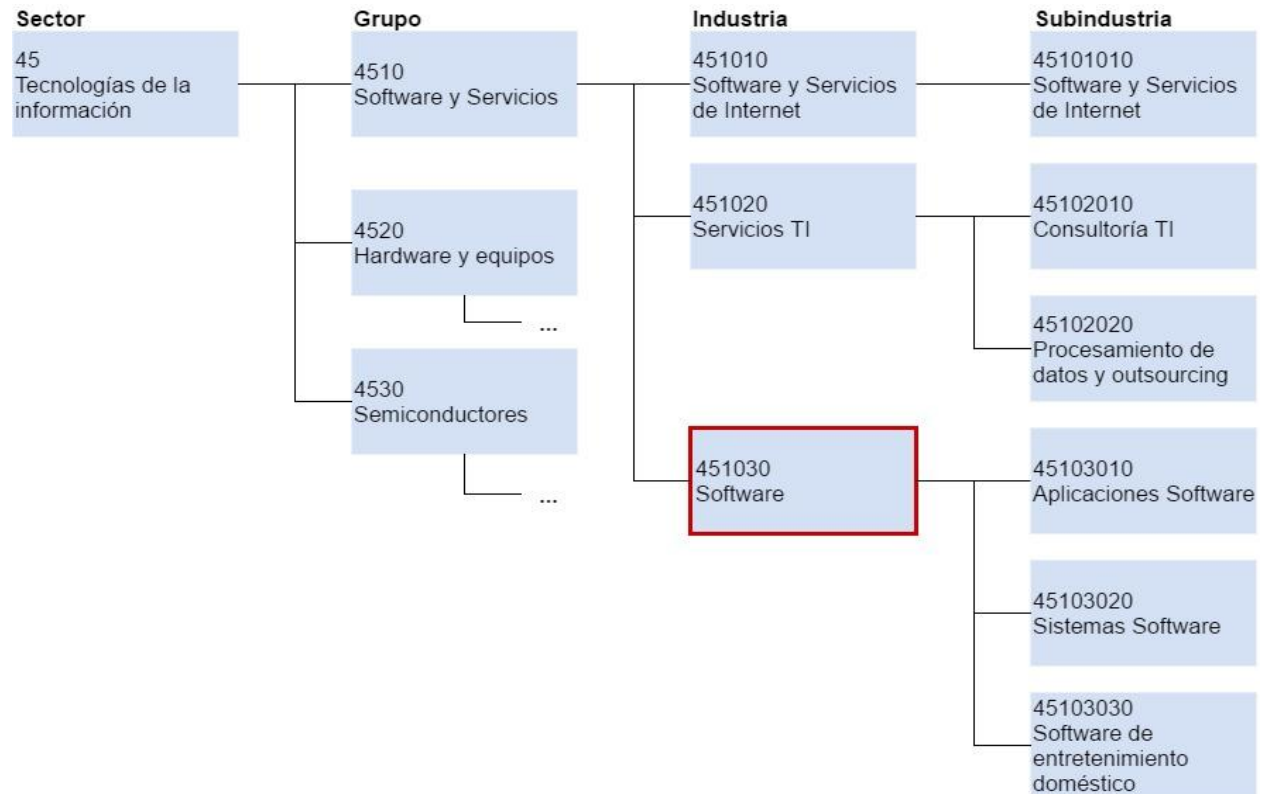 Sector
Grupo
Industria
Subindustria
45
Tecnologías de la
información
4510
Software y Servicios
451010
Software y Servicios
de Internet
45101010
Software y Servicios
de Internet
4520
Hardware y equipos
...
451020
Servicios TI
45102010
Consultoría TI
45102020
Procesamiento de
datos y outsourcing
4530
Semiconductores
...
451030
Software
45103010
Aplicaciones Software
45103020
Sistemas Software
45103030
Software de
entretenimiento
doméstico